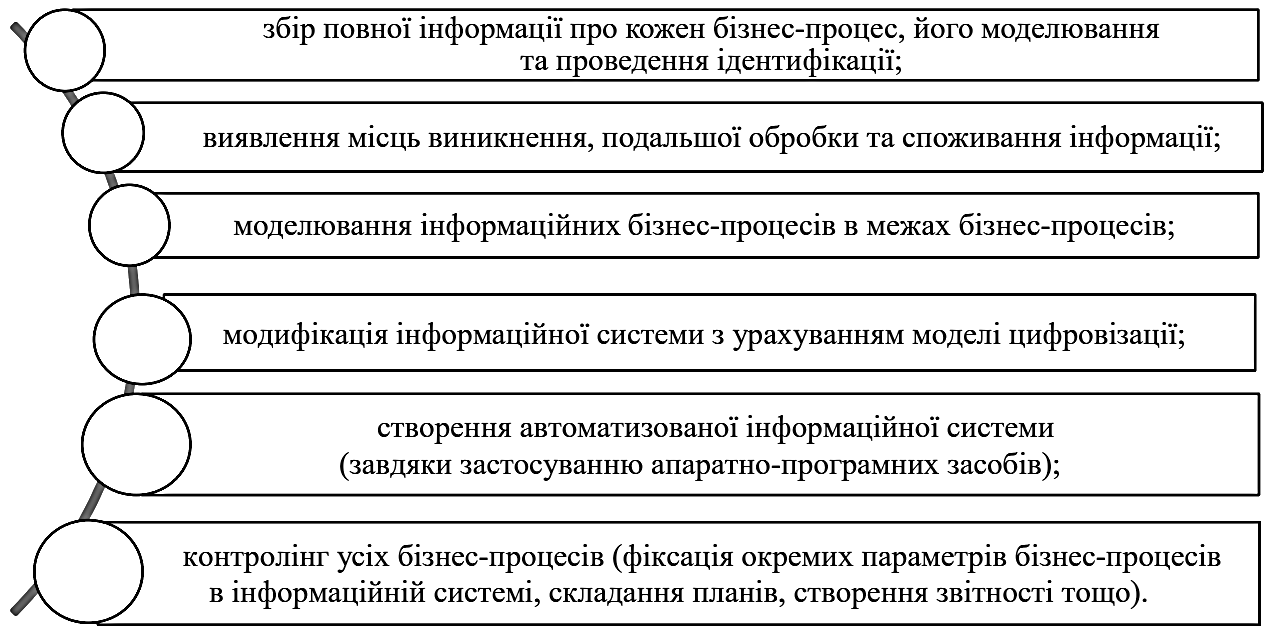 збір повної інформації про кожен бізнес-процес, його моделювання
та проведення ідентифікації;
виявлення місць виникнення, подальшої обробки та споживання інформації;
моделювання інформаційних бізнес-процесів в межах бізнес-процесів;
модифікація інформаційної системи з урахуванням моделі цифровізації;
створення автоматизованої інформаційної системи
(завдяки застосуванню апаратно-програмних засобів);
контролінг усіх бізнес-процесів (фіксація окремих параметрів бізнес-процесів
в інформаційній системі, складання планів, створення звітності тощо).